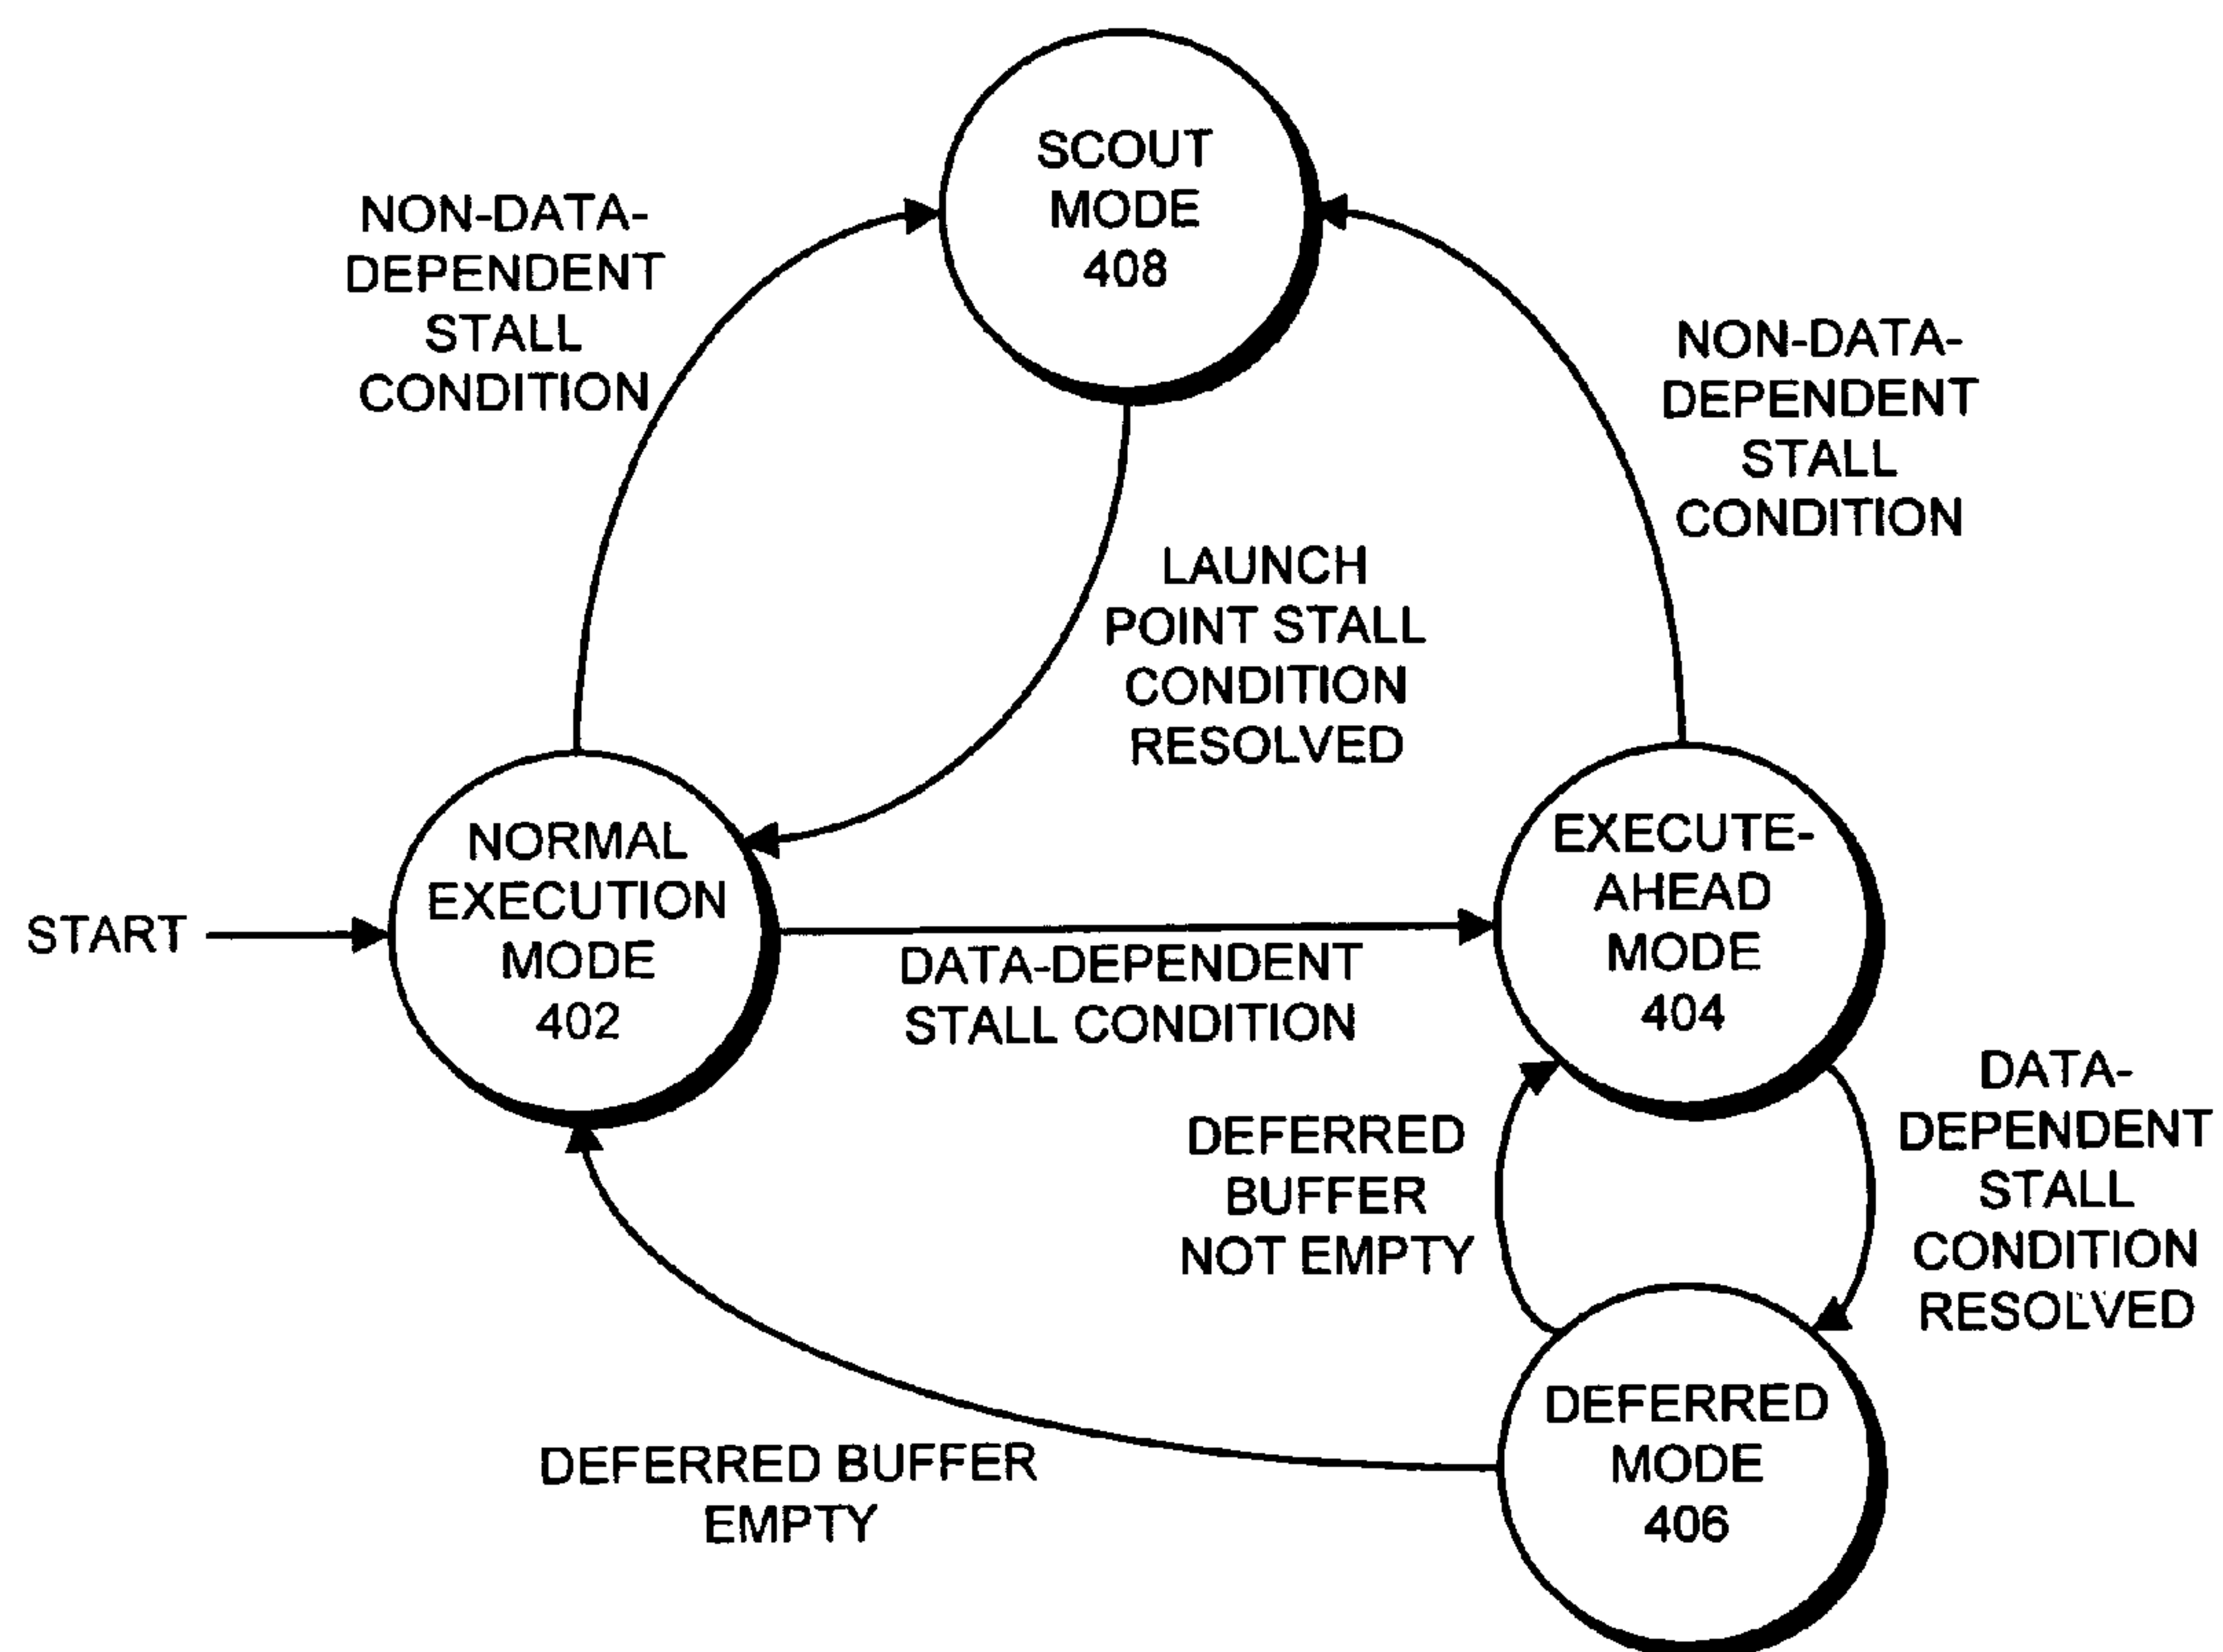 SCOUT
MODE
408
NON-DATA-
DEPENDENT
STALL
CONDITION
NON-DATA-
DEPENDENT
STALL
CONDITION
LAUNCH
POINT STALL
CONDITION
RESOLVED
START
NORMAL
EXECUTION
MODE
402
DATA-DEPENDENT
STALL CONDITION
EXECUTE-
AHEAD
MODE
404
DEFERRED
BUFFER
NOT EMPTY
DATA-
DEPENDENT
STALL
CONDITION
RESOLVED
DEFERRED BUFFER
EMPTY
DEFERRED
MODE
406